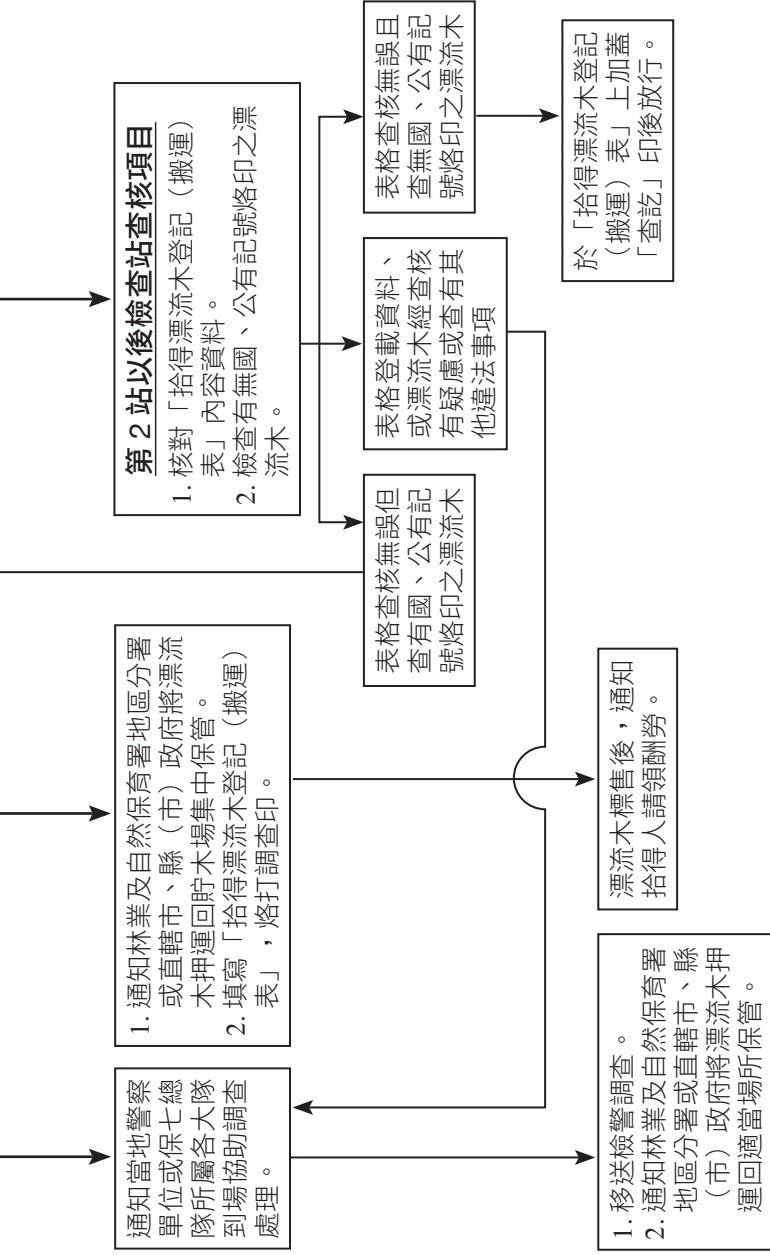 通知當地警察
單位或保七總
隊所屬各大隊
到場協助調查
處理。
1. 通知林業及自然保育署地區分署
或直轄市、縣（市）政府將漂流
木押運回貯木場集中保管。
2. 填寫「拾得漂流木登記（搬運）
表」，烙打調查印。
第 2 站以後檢查站查核項目
1. 核對「拾得漂流木登記（搬運）
表」內容資料。
2. 檢查有無國、公有記號烙印之漂
流木。
表格查核無誤但
查有國、公有記
號烙印之漂流木
表格登載資料、
或漂流木經查核
有疑慮或查有其
他違法事項
表格查核無誤且
查無國、公有記
號烙印之漂流木
1. 移送檢警調查。
2. 通知林業及自然保育署
地區分署或直轄市、縣
（市）政府將漂流木押
運回適當場所保管。
漂流木標售後，通知
拾得人請領酬勞。
於「拾得漂流木登記
（搬運）表」上加蓋
「查訖」印後放行。